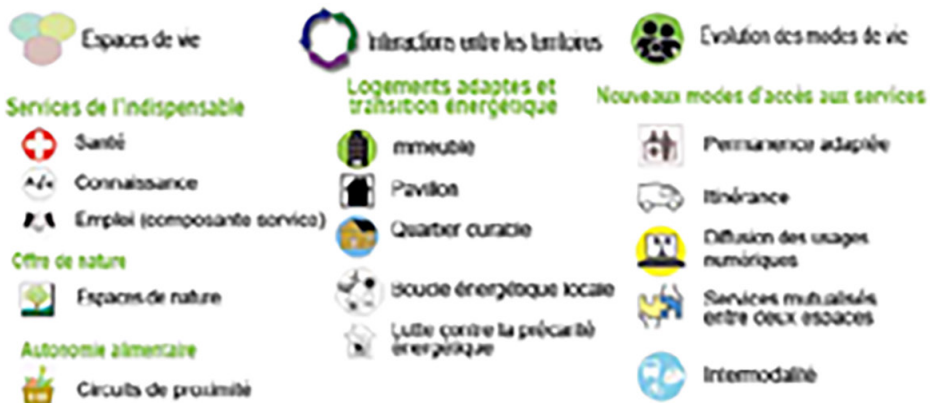 Espaces de vie
Interactions entre les territoires
Evolution des modes de vie
Services de l'indispensable
Santé
Connaissance
Emploi (composante service)
Offre de nature
Espaces de nature
Autonomie alimentaire
Circuits de proximité
Logements adaptes et
transition énergétique
Immeuble
Pavillon
Quartier durable
Boucle énergétique locale
Lutte contre la précarité
énergétique
Nouveaux modes d'accès aux services
Permanence adaptée
Itinérance
Diffusion des usages
numériques
Services mutualisés
entre deux espaces
Intermodalité